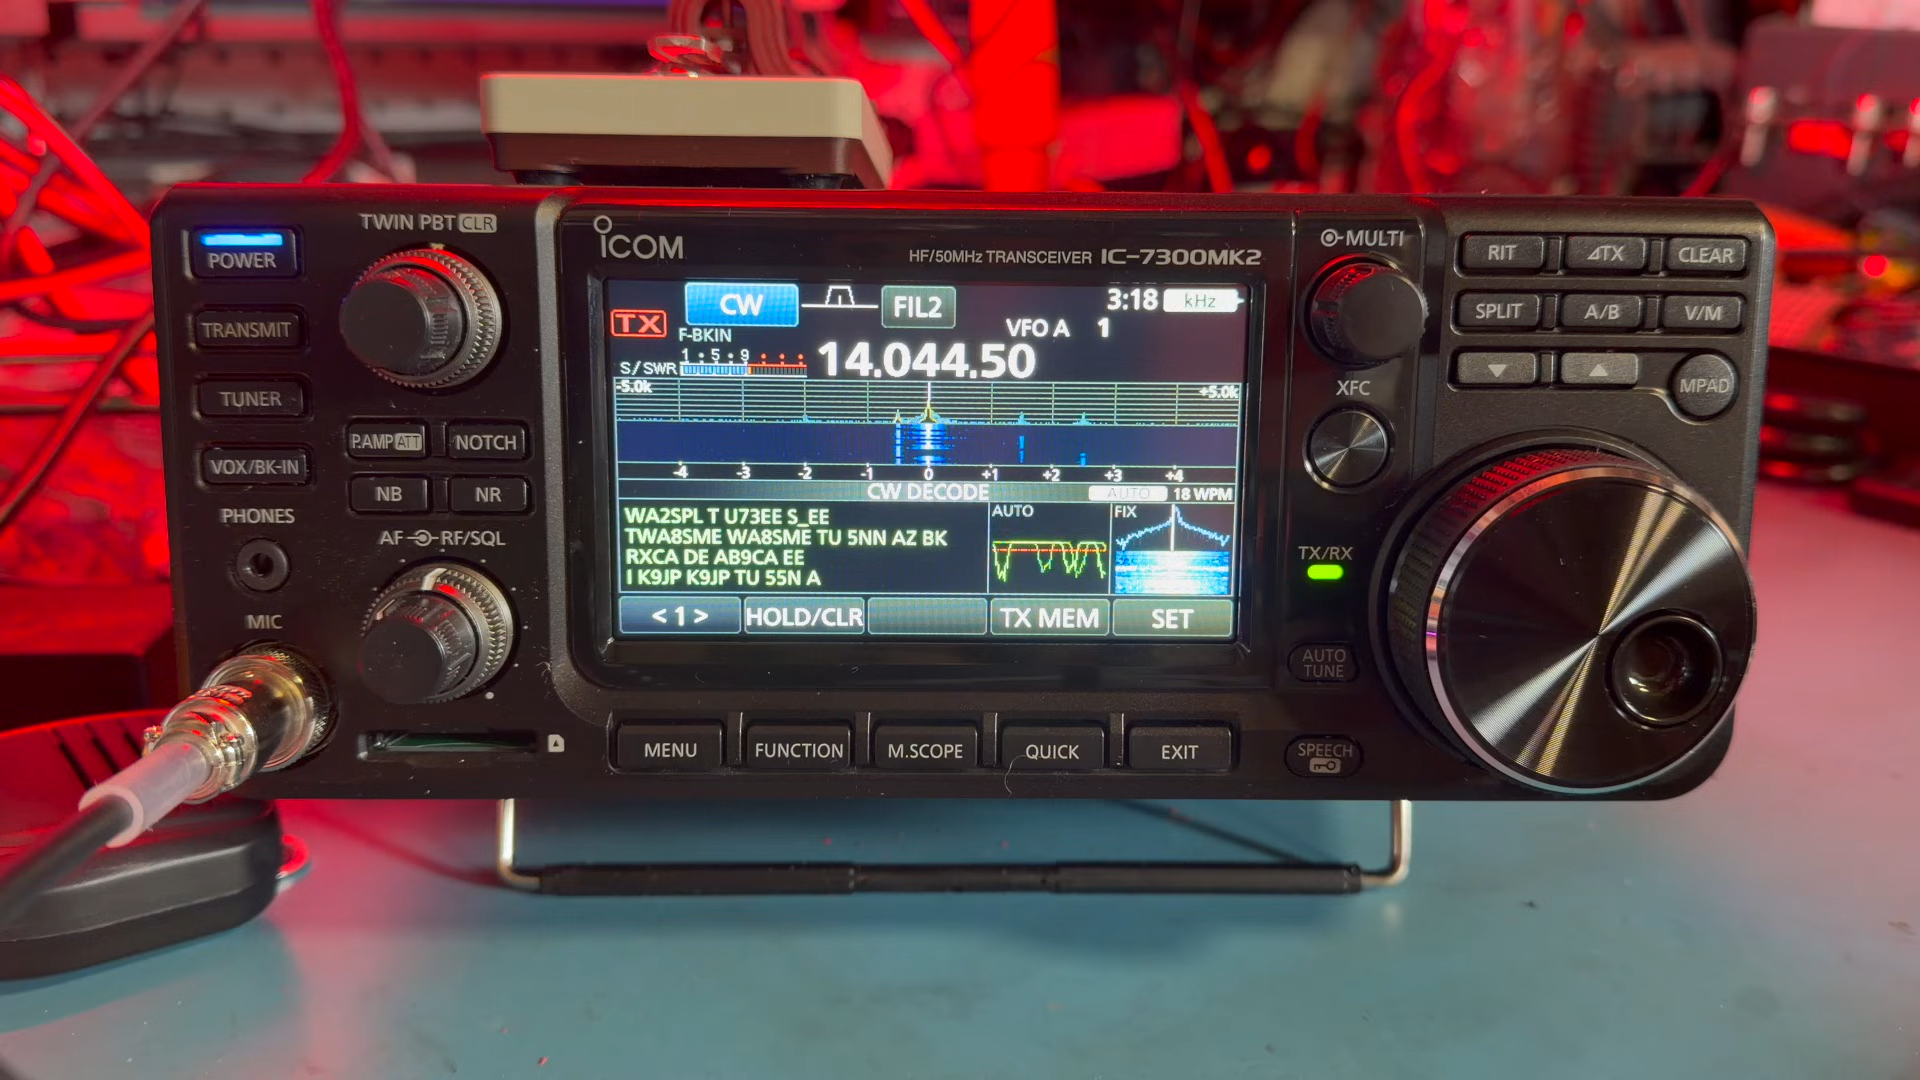 POWER
TRANSMIT
TUNER
VOX/BK-IN
PHONES
MIC
TWIN PBT CLR
P.AMP ATT
NOTCH
NB
NR
AF RF/SQL
ICOM
HF/50MHz TRANSCEIVER IC-7300MK2
CW
FIL2
3:18 kHz
TX
F-BKIN
VFO A 1
S/SWR 1 5 9
14.044.50
-5.0k +5.0k
-4 -3 -2 -1 0 +1 +2 +3 +4
CW DECODE AUTO 18 WPM
WA2SPL T U73EE S_EE
TWA8SME WA8SME TU 5NN AZ BK
RXCA DE AB9CA EE
I K9JP K9JP TU 55N A
AUTO
FIX
<1> HOLD/CLR TX MEM SET
MENU FUNCTION M.SCOPE QUICK EXIT
MULTI
XFC
TX/RX
AUTO
TUNE
SPEECH
RIT ⊿TX CLEAR
SPLIT A/B V/M
▼ ▲ MPAD